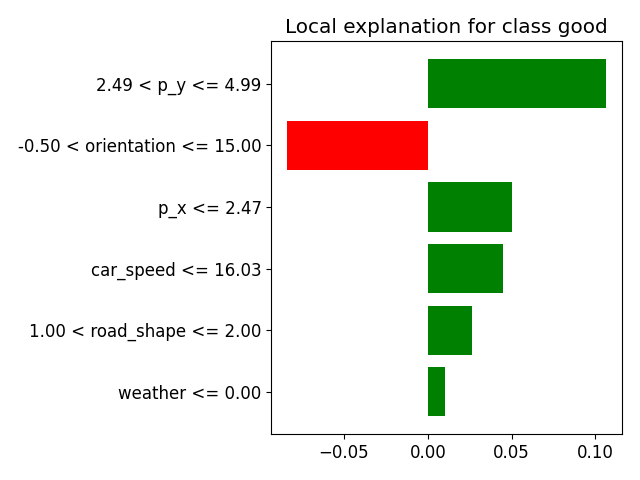 Local explanation for class good
2.49 < p_y <= 4.99
-0.50 < orientation <= 15.00
p_x <= 2.47
car_speed <= 16.03
1.00 < road_shape <= 2.00
weather <= 0.00
−0.05 0.00 0.05 0.10